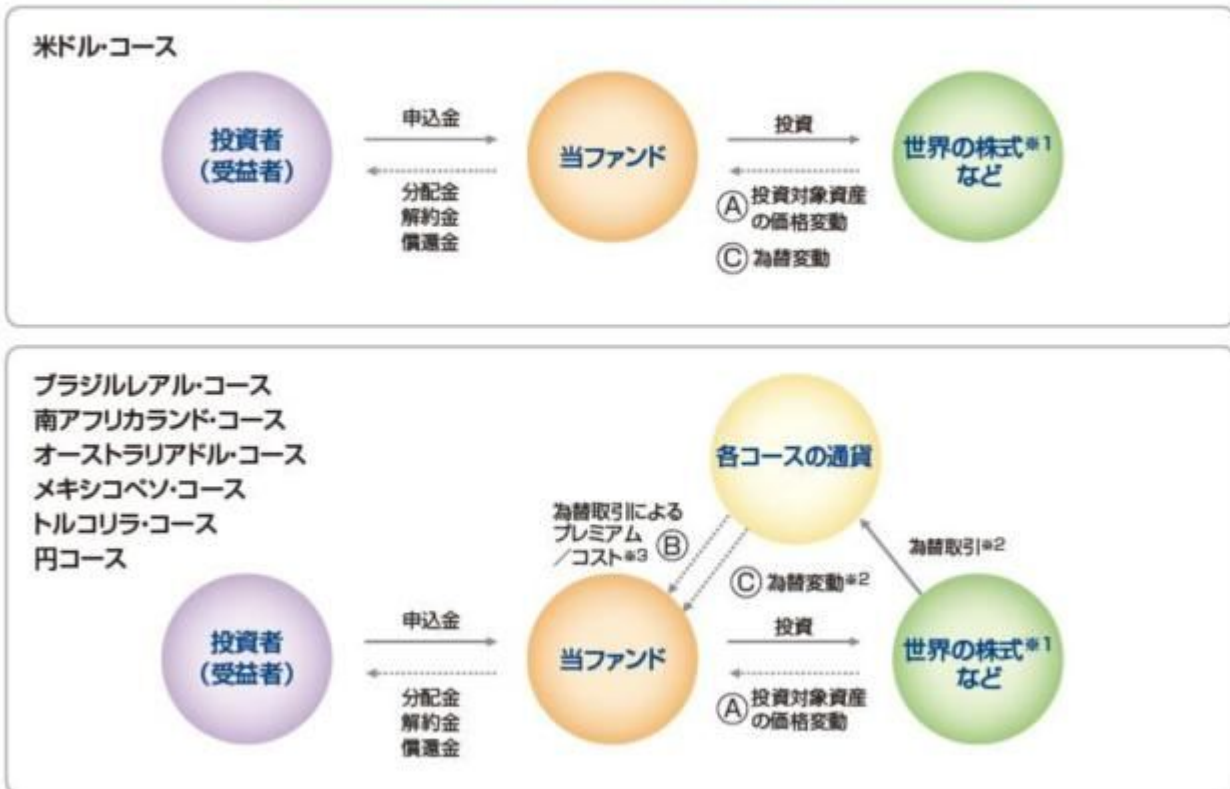 米ドル・コース
投資者
(受益者)
申込金
分配金
解約金
償還金
当ファンド
投資
Ⓐ投資対象資産
の価格変動
Ⓒ為替変動
世界の株式※1
など
ブラジルレアル・コース
南アフリカランド・コース
オーストラリアドル・コース
メキシコペソ・コース
トルコリラ・コース
円コース
各コースの通貨
為替取引による
プレミアム
/コスト※3 Ⓑ
Ⓒ為替変動※2
為替取引※2
投資者
(受益者)
申込金
分配金
解約金
償還金
当ファンド
投資
Ⓐ投資対象資産
の価格変動
世界の株式※1
など